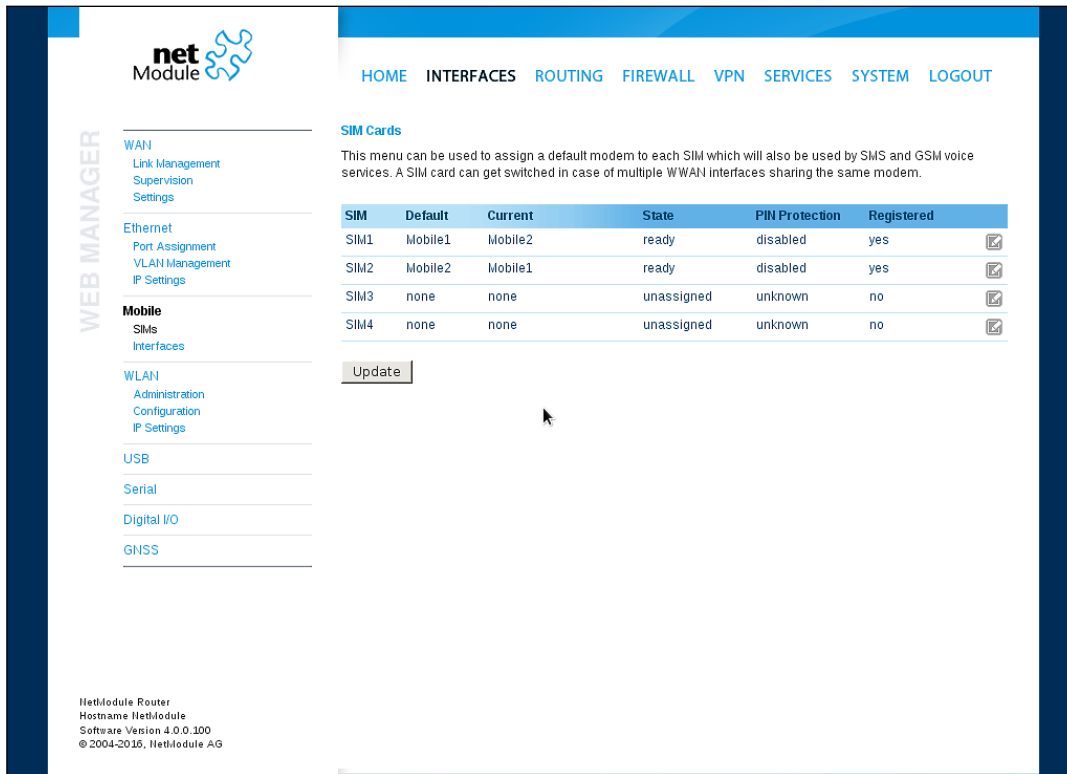 net
Module
HOME INTERFACES ROUTING FIREWALL VPN SERVICES SYSTEM LOGOUT
WEB MANAGER
WAN
Link Management
Supervision
Settings
Ethernet
Port Assignment
VLAN Management
IP Settings
Mobile
SIMs
Interfaces
WLAN
Administration
Configuration
IP Settings
USB
Serial
Digital I/O
GNSS
SIM Cards
This menu can be used to assign a default modem to each SIM which will also be used by SMS and GSM voice
services. A SIM card can get switched in case of multiple WWAN interfaces sharing the same modem.
SIM Default Current State PIN Protection Registered
SIM1 Mobile1 Mobile2 ready disabled yes
SIM2 Mobile2 Mobile1 ready disabled yes
SIM3 none none unassigned unknown no
SIM4 none none unassigned unknown no
Update
NetModule Router
Hostname NetModule
Software Version 4.0.0.100
© 2004-2016, NetModule AG